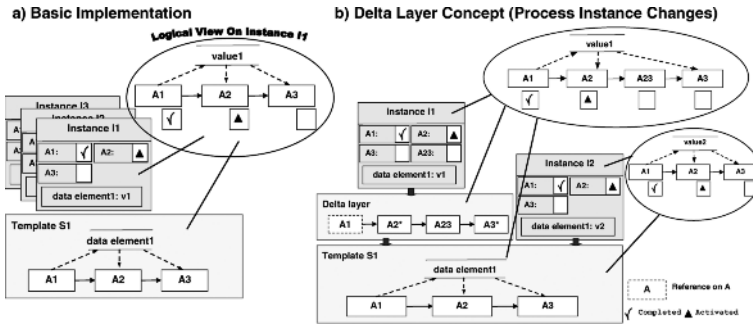 a) Basic Implementation
Logical View On Instance I1
value1
A1 A2 A3
Instance I3
Instance I1
A1: A2:
A3:
data element1: v1
Template S1
data element1
A1 A2 A3
b) Delta Layer Concept (Process Instance Changes)
value1
A1 A2 A23 A3
Instance I1
A1: A2:
A3: A23:
data element1: v1
Instance I2
A1: A2:
A3:
data element1: v2
value2
A1 A2 A3
Delta layer
A1 A2* A23 A3*
Template S1
data element1
A1 A2 A3
A Reference on A
Completed Activated